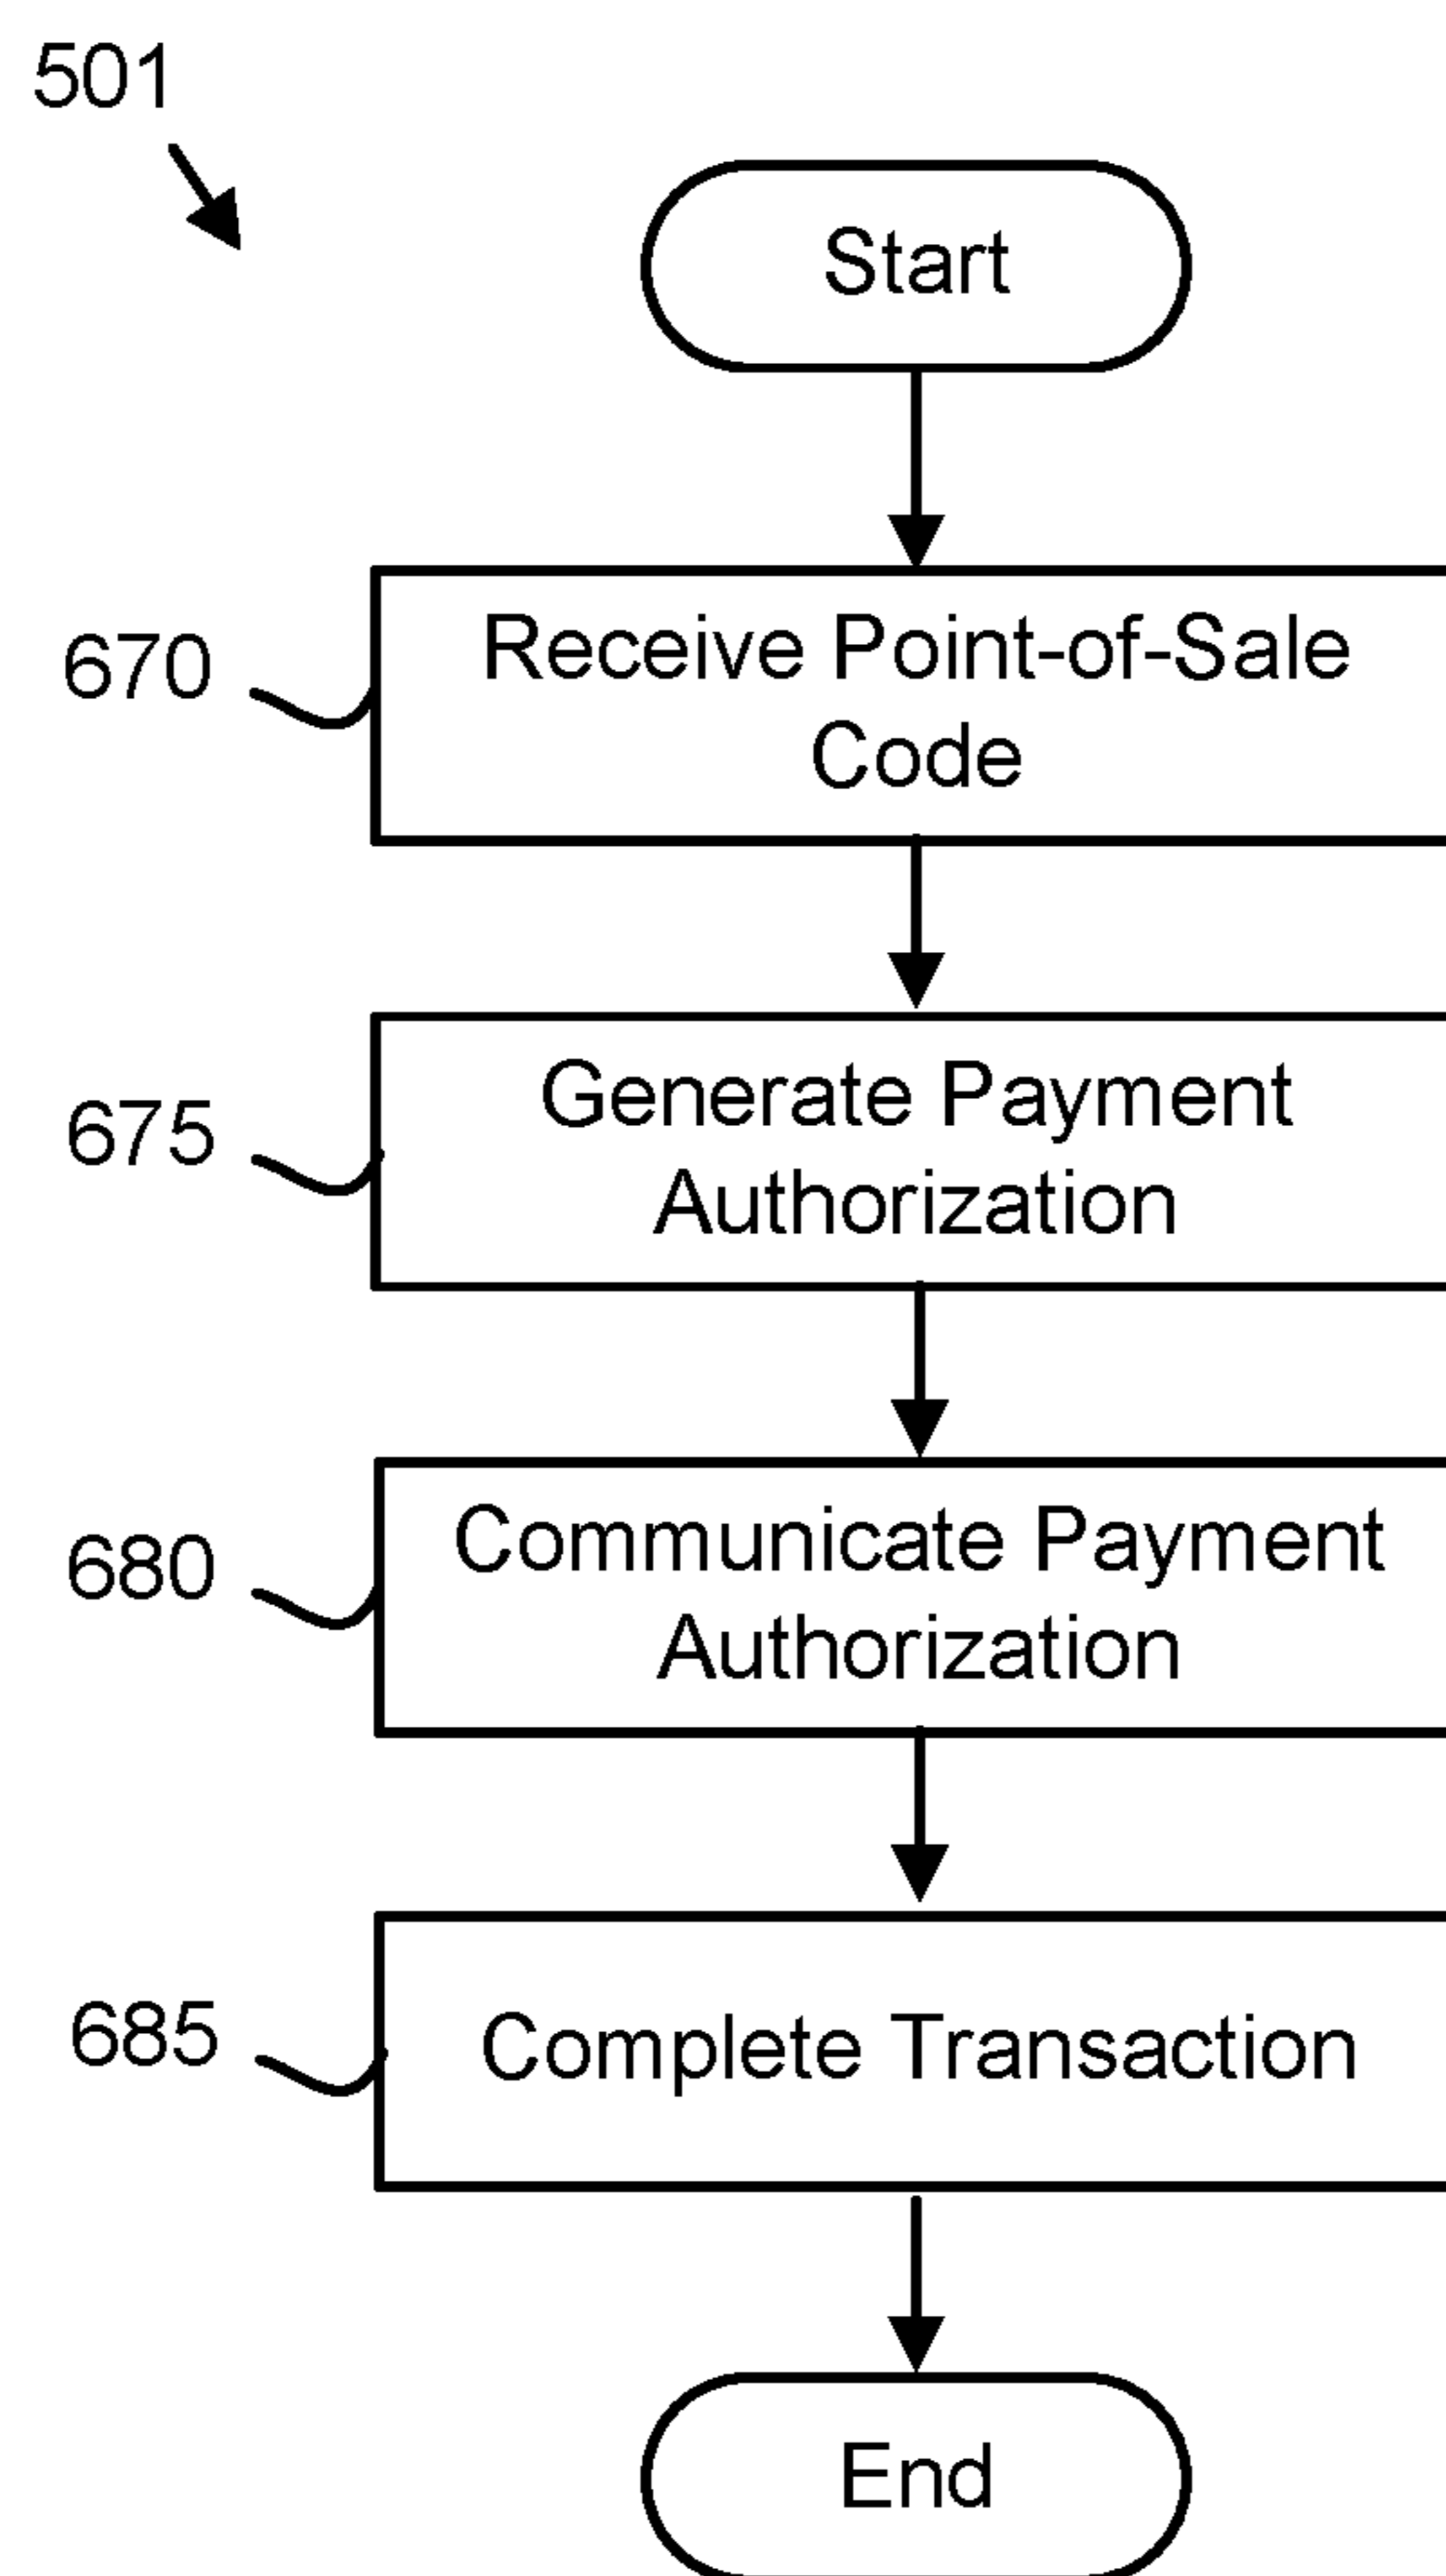 501
Start
670
Receive Point-of-Sale
Code
675
Generate Payment
Authorization
680
Communicate Payment
Authorization
685
Complete Transaction
End